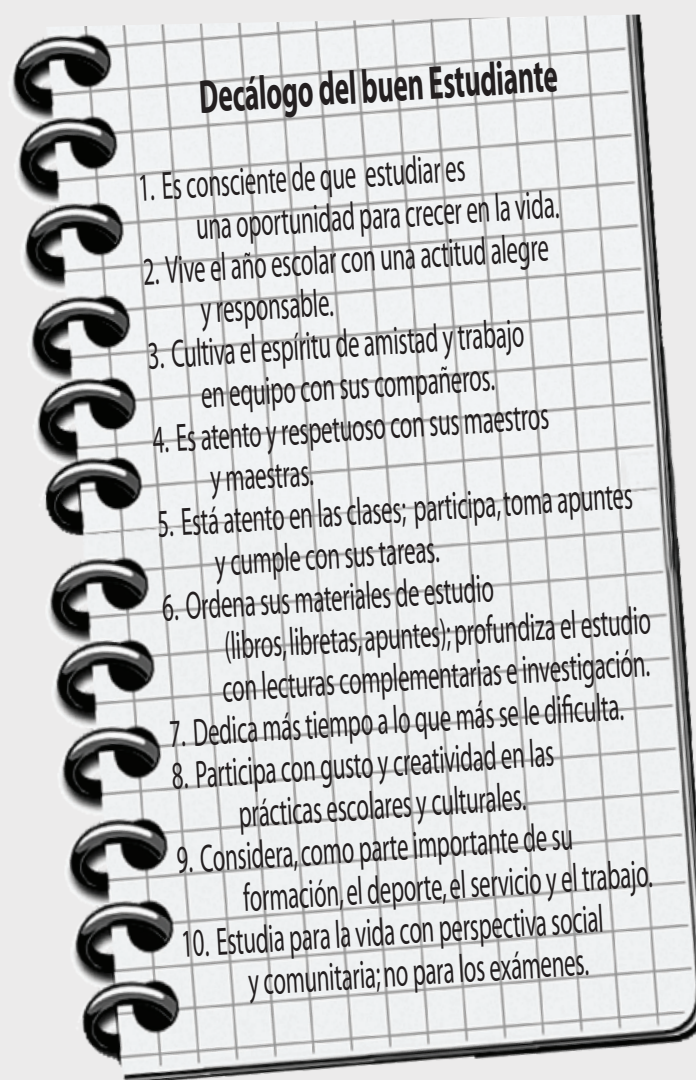 Decálogo del buen Estudiante
1. Es consciente de que estudiar es
una oportunidad para crecer en la vida.
2. Vive el año escolar con una actitud alegre
y responsable.
3. Cultiva el espíritu de amistad y trabajo
en equipo con sus compañeros.
4. Es atento y respetuoso con sus maestros
y maestras.
5. Está atento en las clases; participa, toma apuntes
y cumple con sus tareas.
6. Ordena sus materiales de estudio
(libros, libretas, apuntes); profundiza el estudio
con lecturas complementarias e investigación.
7. Dedica más tiempo a lo que más se le dificulta.
8. Participa con gusto y creatividad en las
prácticas escolares y culturales.
9. Considera, como parte importante de su
formación, el deporte, el servicio y el trabajo.
10. Estudia para la vida con perspectiva social
y comunitaria; no para los exámenes.